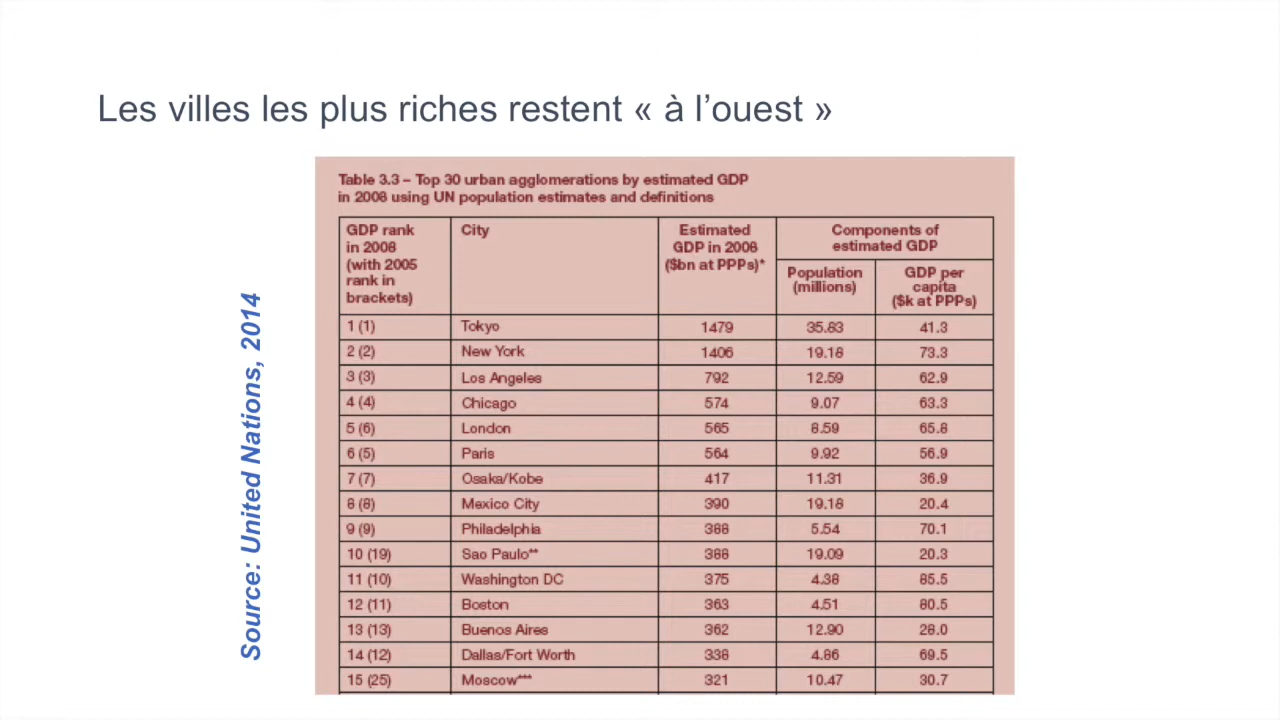 Les villes les plus riches restent « à l’ouest »
Source: United Nations, 2014
Table 3.3 – Top 30 urban agglomerations by estimated GDP
in 2008 using UN population estimates and definitions
GDP rank in 2008 (with 2005 rank in brackets) City Estimated GDP in 2008 ($bn at PPPs)* Components of estimated GDP
Population (millions) GDP per capita ($k at PPPs)
1 (1) Tokyo 1479 35.83 41.3
2 (2) New York 1406 19.18 73.3
3 (3) Los Angeles 792 12.59 62.9
4 (4) Chicago 574 9.07 63.3
5 (6) London 565 8.59 65.8
6 (5) Paris 564 9.92 56.9
7 (7) Osaka/Kobe 417 11.31 36.9
8 (8) Mexico City 390 19.18 20.4
9 (9) Philadelphia 388 5.54 70.1
10 (19) Sao Paulo** 388 19.09 20.3
11 (10) Washington DC 375 4.38 85.5
12 (11) Boston 363 4.51 80.5
13 (13) Buenos Aires 362 12.90 28.0
14 (12) Dallas/Fort Worth 338 4.86 69.5
15 (25) Moscow*** 321 10.47 30.7